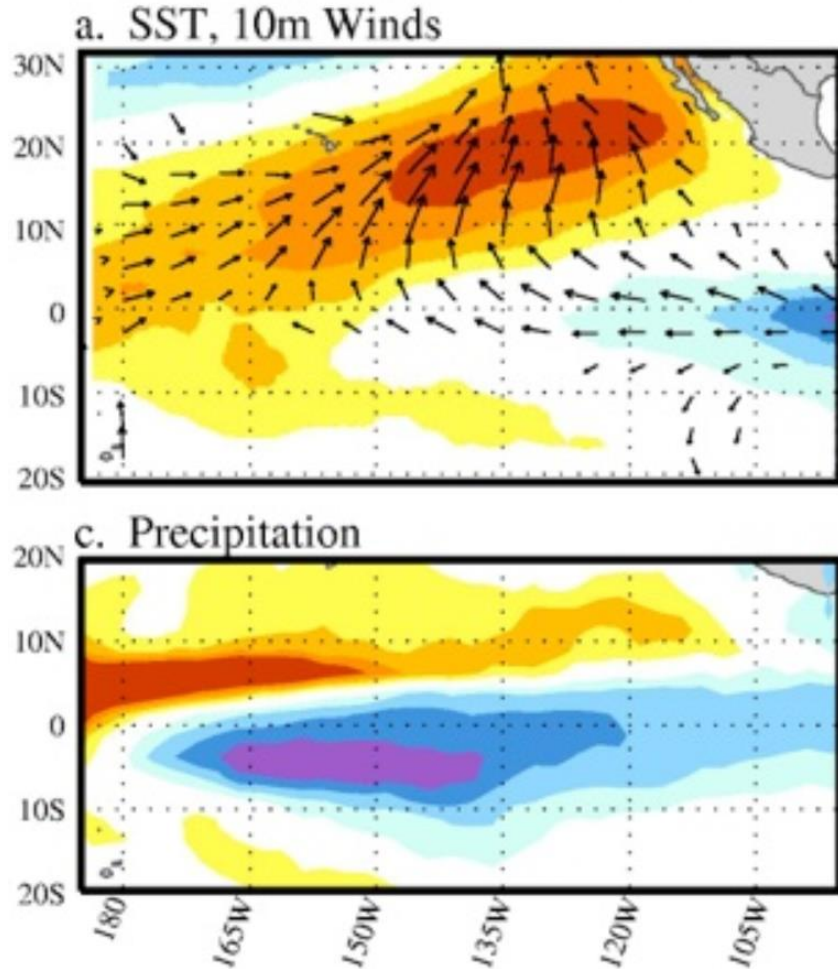 a. SST, 10m Winds
30N
20N
10N
0
10S
20S
c. Precipitation
20N
10N
0
10S
20S
180
165W
150W
135W
120W
105W